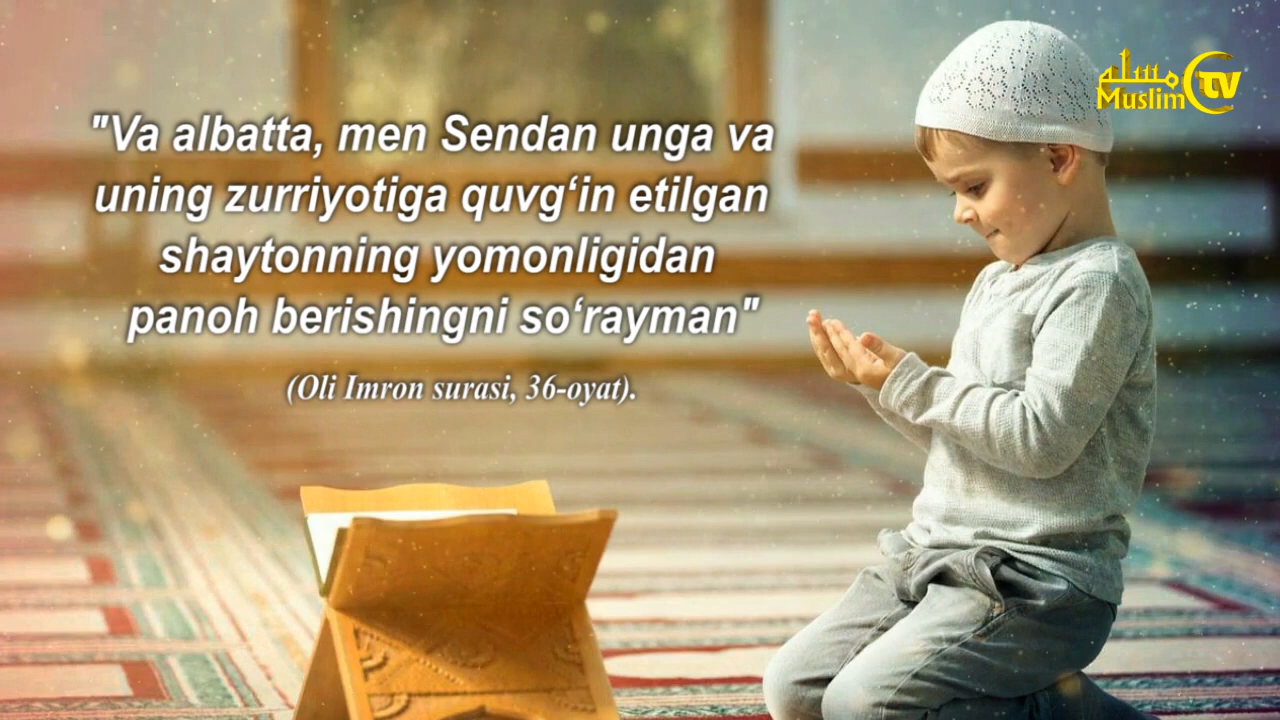 "Va albatta, men Sendan unga va
uning zurriyotiga quvg‘in etilgan
shaytonning yomonligidan
panoh berishingni so‘rayman"
(Oli Imron surasi, 36-oyat).
Muslim
tv